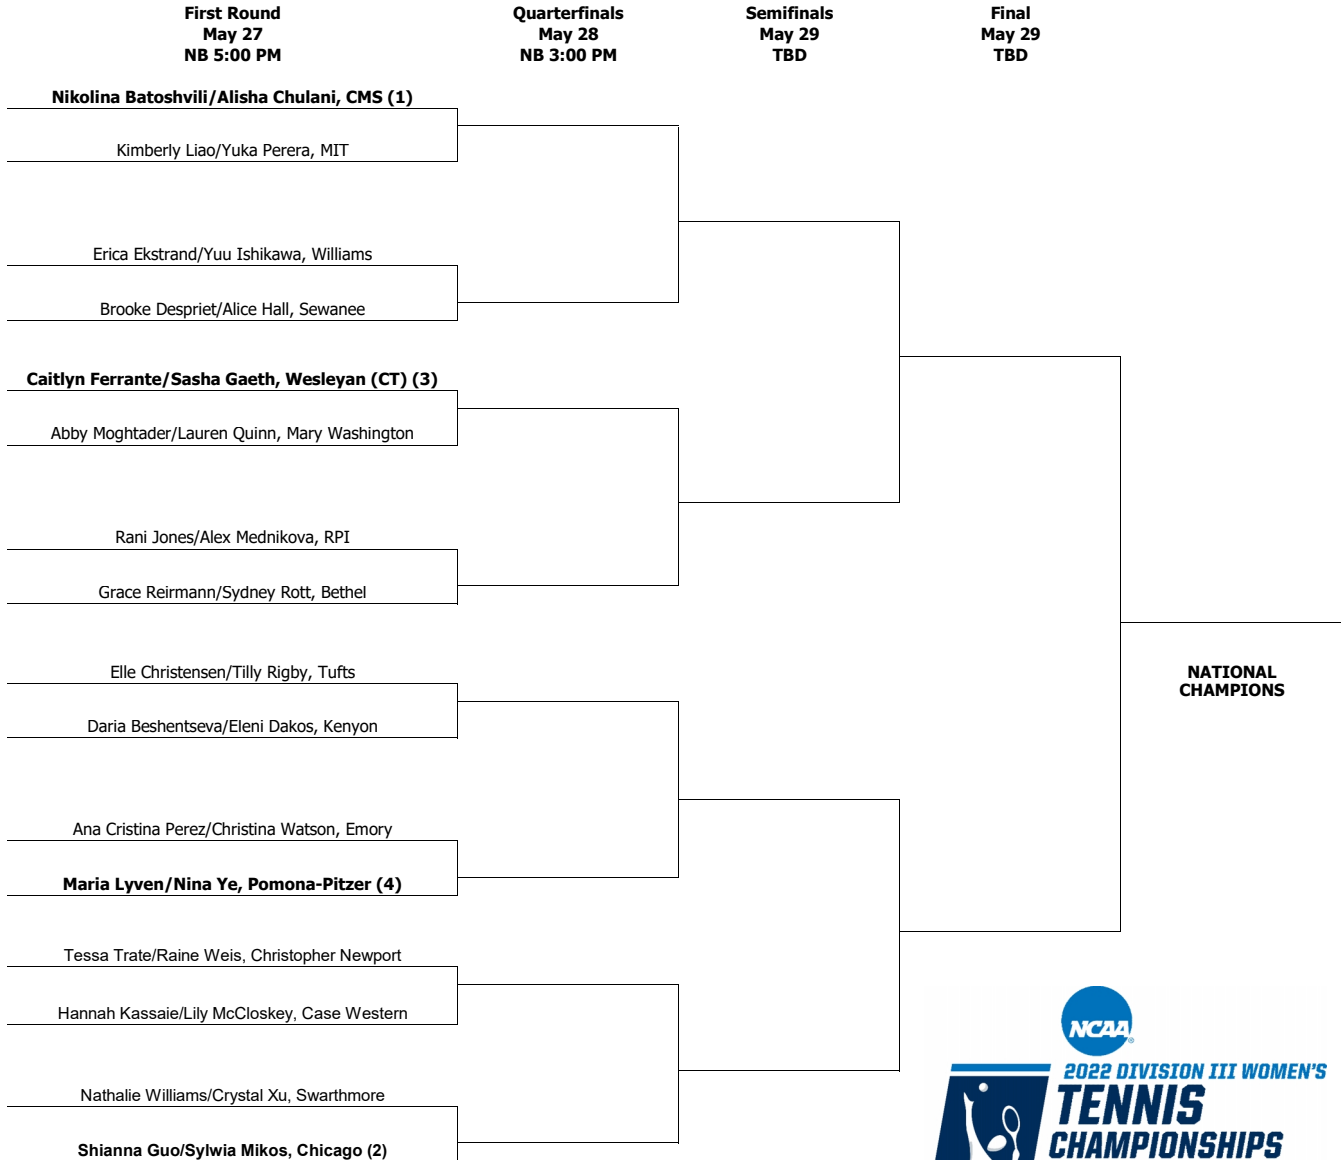 First Round
May 27
NB 5:00 PM
Quarterfinals
May 28
NB 3:00 PM
Semifinals
May 29
TBD
Final
May 29
TBD
Nikolina Batoshvili/Alisha Chulani, CMS (1)
Kimberly Liao/Yuka Perera, MIT
Erica Ekstrand/Yuu Ishikawa, Williams
Brooke Despriet/Alice Hall, Sewanee
Caitlyn Ferrante/Sasha Gaeth, Wesleyan (CT) (3)
Abby Moghtader/Lauren Quinn, Mary Washington
Rani Jones/Alex Mednikova, RPI
Grace Reirmann/Sydney Rott, Bethel
Elle Christensen/Tilly Rigby, Tufts
Daria Beshentseva/Eleni Dakos, Kenyon
Ana Cristina Perez/Christina Watson, Emory
Maria Lyven/Nina Ye, Pomona-Pitzer (4)
Tessa Trate/Raine Weis, Christopher Newport
Hannah Kassaie/Lily McCloskey, Case Western
Nathalie Williams/Crystal Xu, Swarthmore
Shianna Guo/Sylwia Mikos, Chicago (2)
NATIONAL
CHAMPIONS
NCAA®
2022 DIVISION III WOMEN'S
TENNIS
CHAMPIONSHIPS